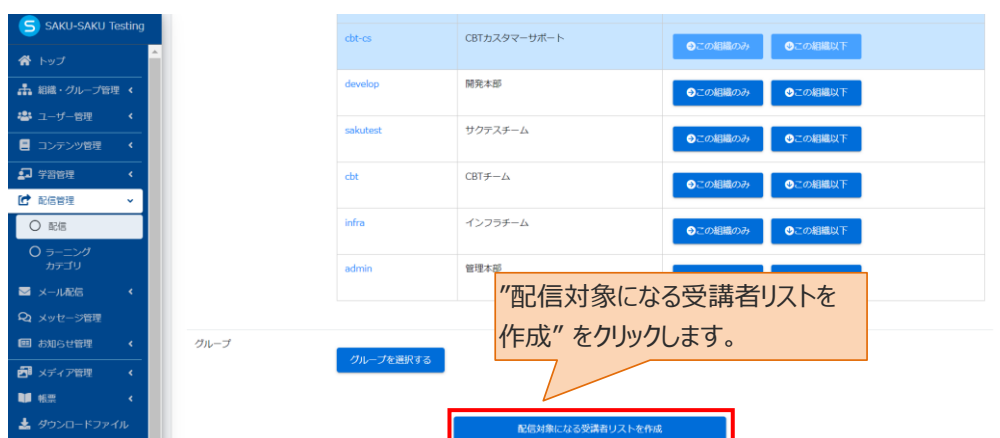 SAKU-SAKU Testing
トップ
組織・グループ管理
ユーザー管理
コンテンツ管理
学習管理
配信管理
配信
ラーニング
カテゴリ
メール配信
メッセージ管理
お知らせ管理
メディア管理
帳票
ダウンロードファイル
cbt-cs CBTカスタマーサポート この組織のみ この組織以下
develop 開発本部 この組織のみ この組織以下
sakutest サクテスチーム この組織のみ この組織以下
cbt CBTチーム この組織のみ この組織以下
infra インフラチーム この組織のみ この組織以下
admin 管理本部
"配信対象になる受講者リストを
作成" をクリックします。
グループ グループを選択する
配信対象になる受講者リストを作成